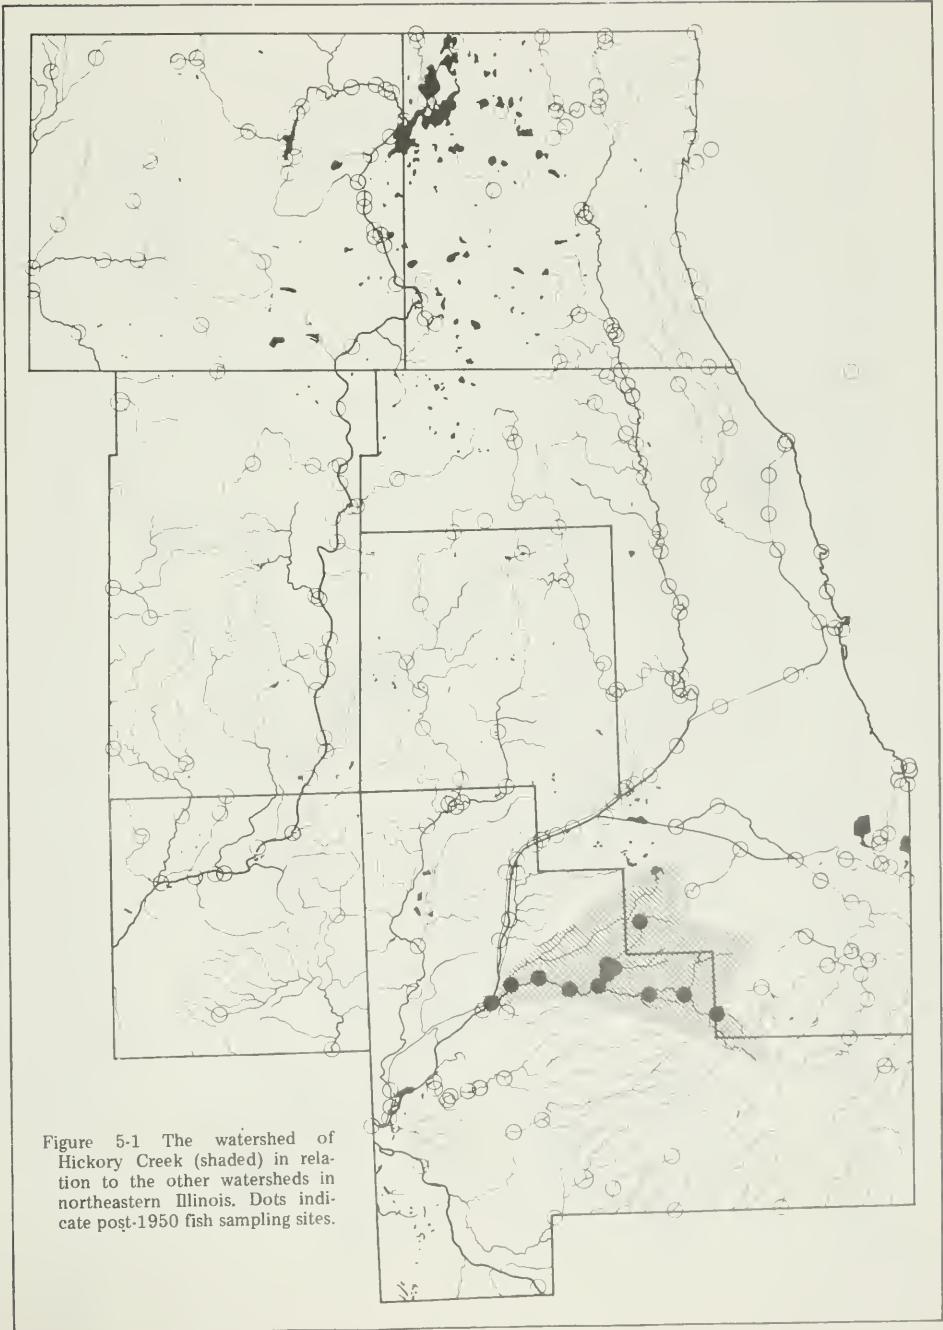 Figure 5-1 The watershed of
Hickory Creek (shaded) in rela-
tion to the other watersheds in
northeastern Illinois. Dots indi-
cate post-1950 fish sampling sites.